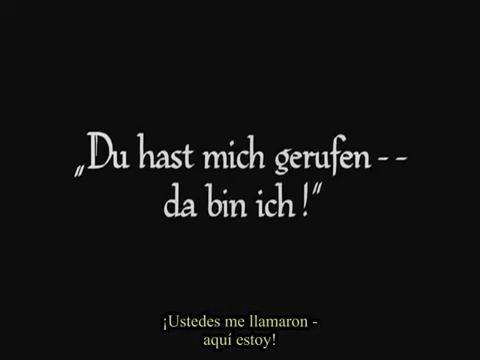 „Du hast mich gerufen--
da bin ich!“
¡Ustedes me llamaron -
aquí estoy!